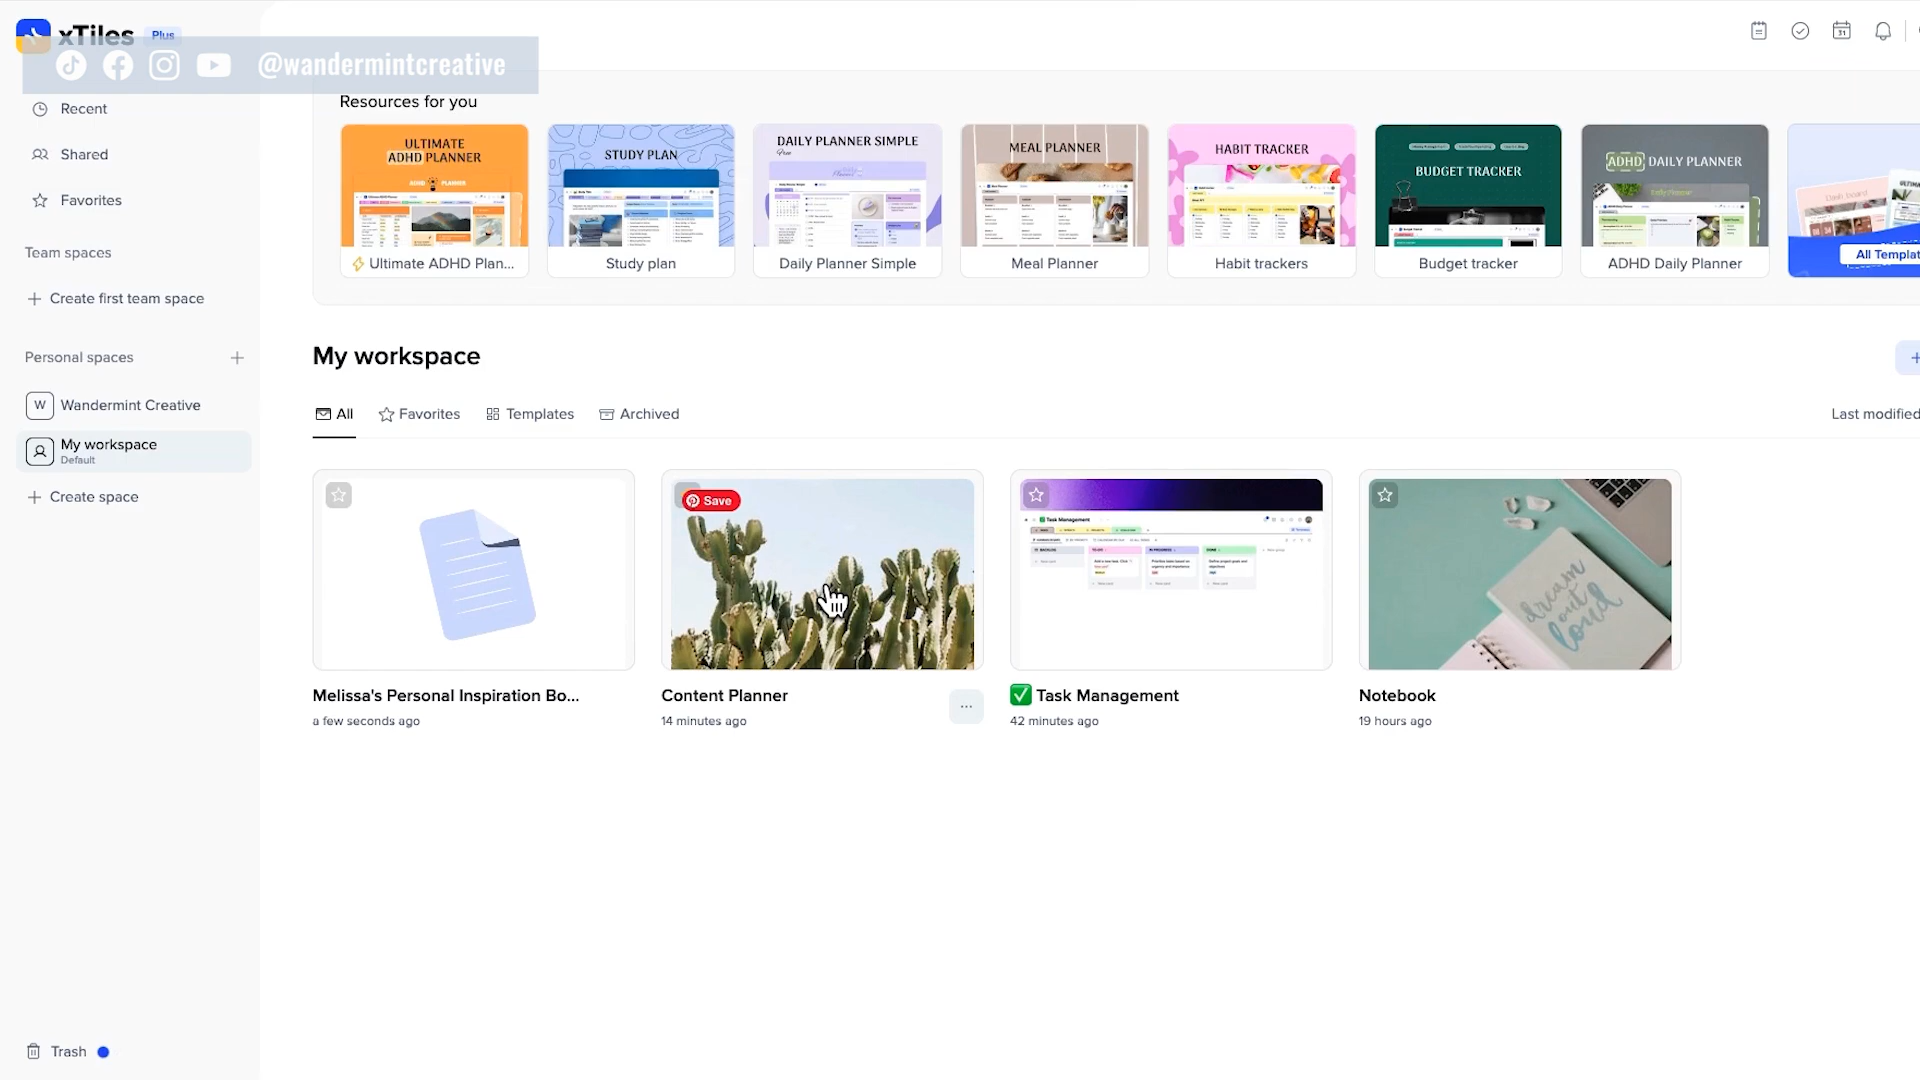 xTiles Plus
@wandermintcreative
Recent
Shared
Favorites
Team spaces
Create first team space
Personal spaces
W Wandermint Creative
My workspace
Default
Create space
Trash
31
Resources for you
ULTIMATE
ADHD PLANNER
Ultimate ADHD Plan...
STUDY PLAN
Study plan
DAILY PLANNER SIMPLE
Free
Daily Planner Simple
MEAL PLANNER
Meal Planner
HABIT TRACKER
Habit trackers
BUDGET TRACKER
Budget tracker
ADHD DAILY PLANNER
ADHD Daily Planner
All Templat
My workspace
All
Favorites
Templates
Archived
Last modified
Melissa's Personal Inspiration Bo...
a few seconds ago
Save
Content Planner
14 minutes ago
Task Management
Task Management
42 minutes ago
dream
out
loud
Notebook
19 hours ago